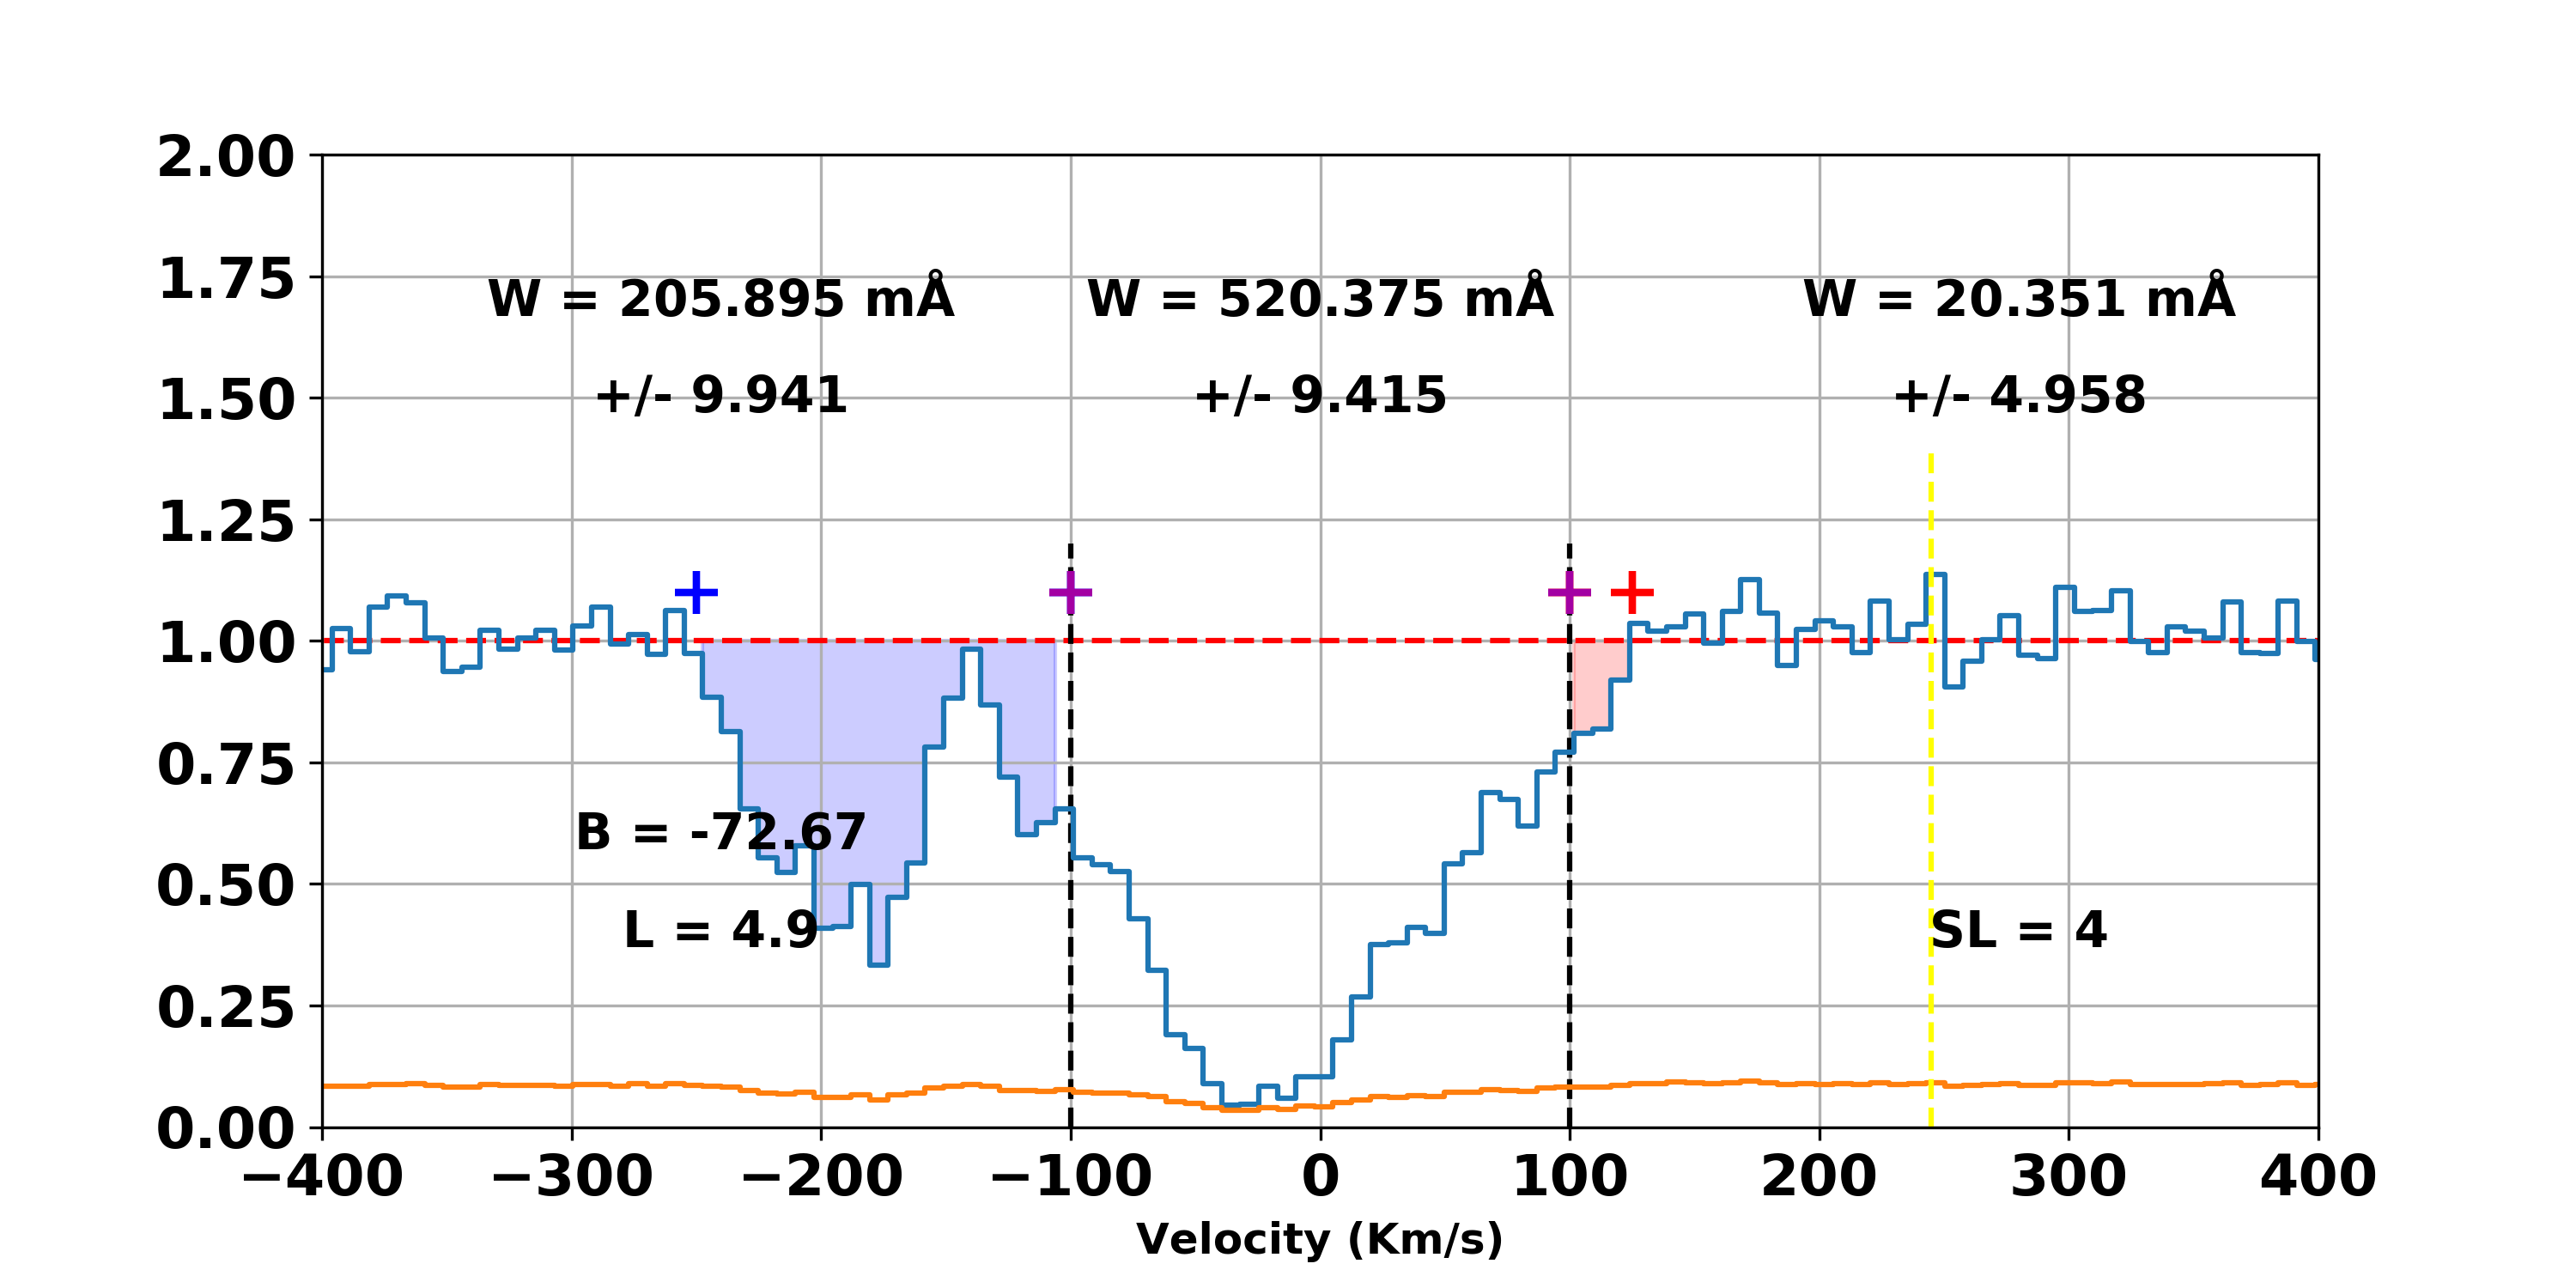 2.00
1.75
1.50
1.25
1.00
0.75
0.50
0.25
0.00
W = 205.895 mÅ
+/- 9.941
W = 520.375 mÅ
+/- 9.415
W = 20.351 mÅ
+/- 4.958
B = -72.67
L = 4.9
SL = 4
−400 −300 −200 −100 0 100 200 300 400
Velocity (Km/s)